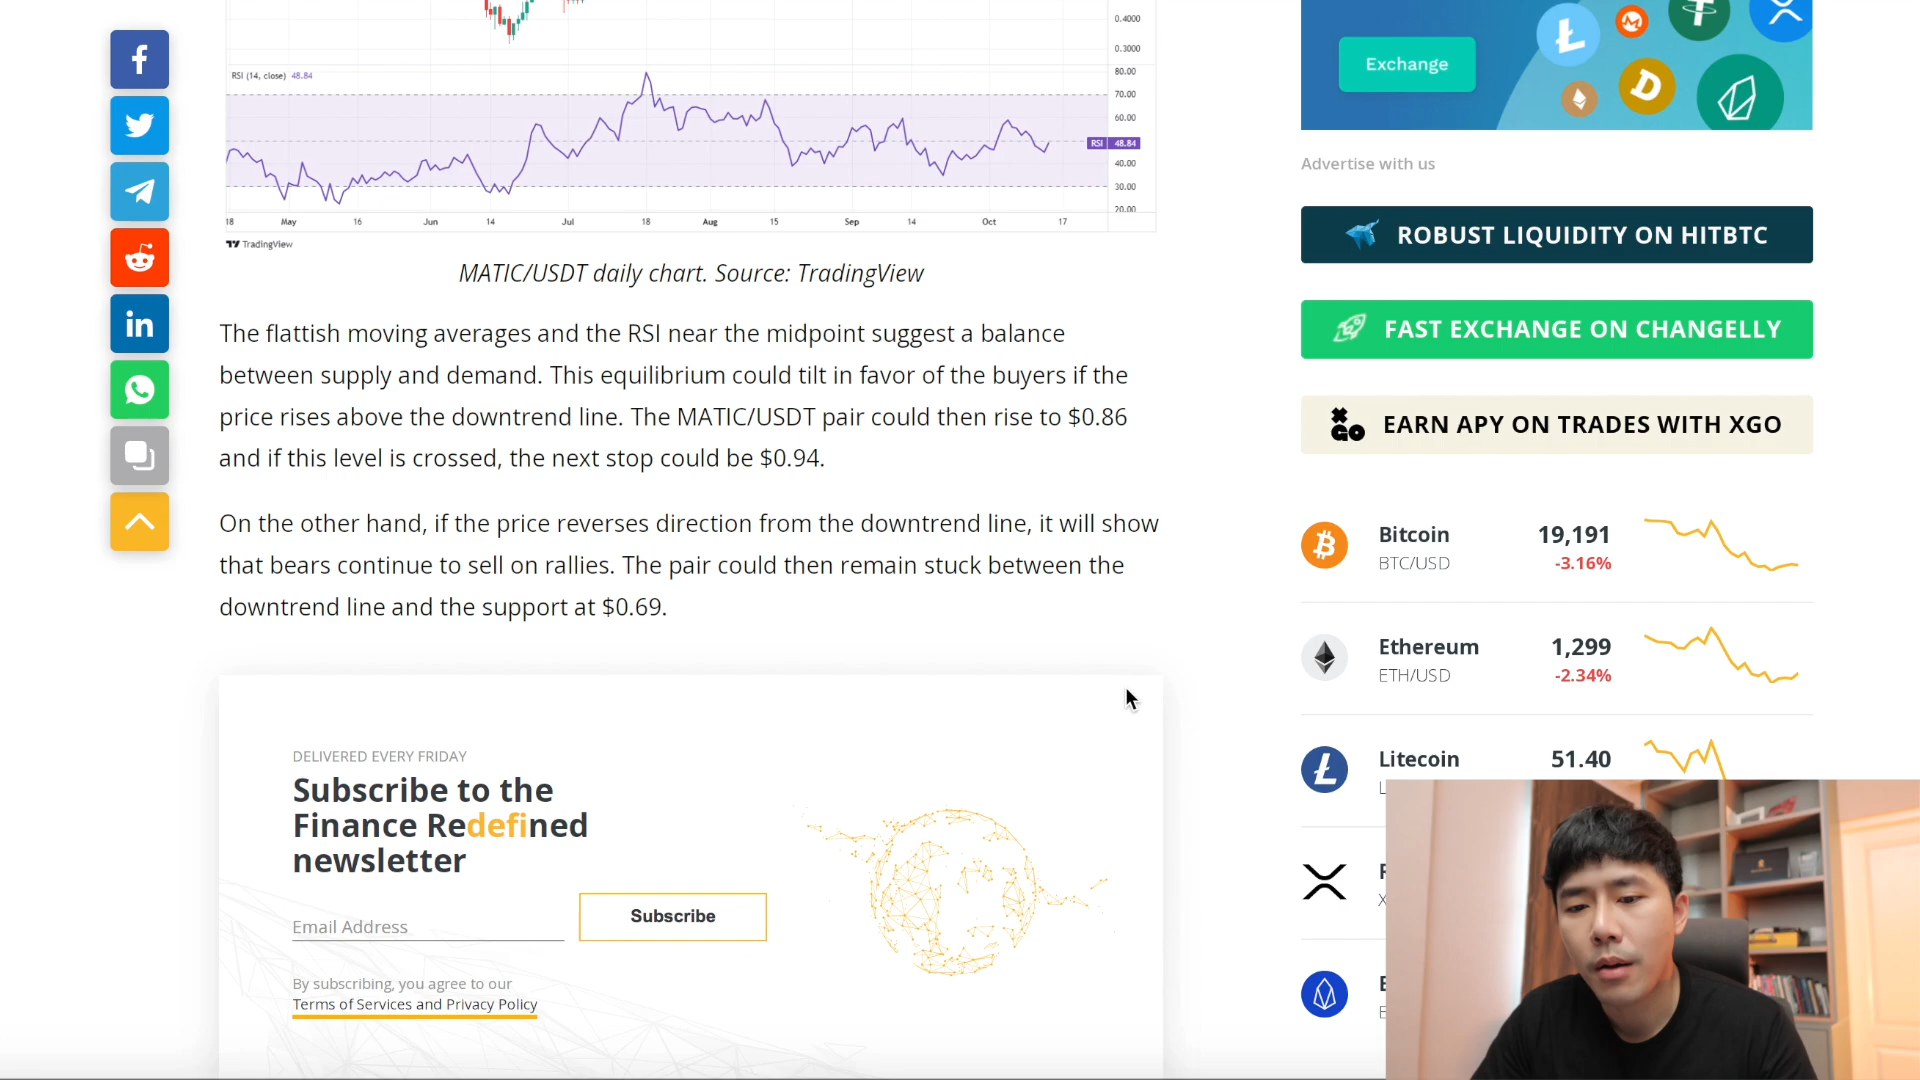 0.4000
0.3000
RSI (14, close) 48.84
80.00
70.00
60.00
RSI 48.84
40.00
30.00
20.00
18 May 16 Jun 14 Jul 18 Aug 15 Sep 14 Oct 17
TradingView
MATIC/USDT daily chart. Source: TradingView
The flattish moving averages and the RSI near the midpoint suggest a balance
between supply and demand. This equilibrium could tilt in favor of the buyers if the
price rises above the downtrend line. The MATIC/USDT pair could then rise to $0.86
and if this level is crossed, the next stop could be $0.94.
On the other hand, if the price reverses direction from the downtrend line, it will show
that bears continue to sell on rallies. The pair could then remain stuck between the
downtrend line and the support at $0.69.
DELIVERED EVERY FRIDAY
Subscribe to the
Finance Redefined
newsletter
Email Address
Subscribe
By subscribing, you agree to our
Terms of Services and Privacy Policy
Exchange
Advertise with us
ROBUST LIQUIDITY ON HITBTC
FAST EXCHANGE ON CHANGELLY
XGO EARN APY ON TRADES WITH XGO
Bitcoin 19,191
BTC/USD -3.16%
Ethereum 1,299
ETH/USD -2.34%
Litecoin 51.40